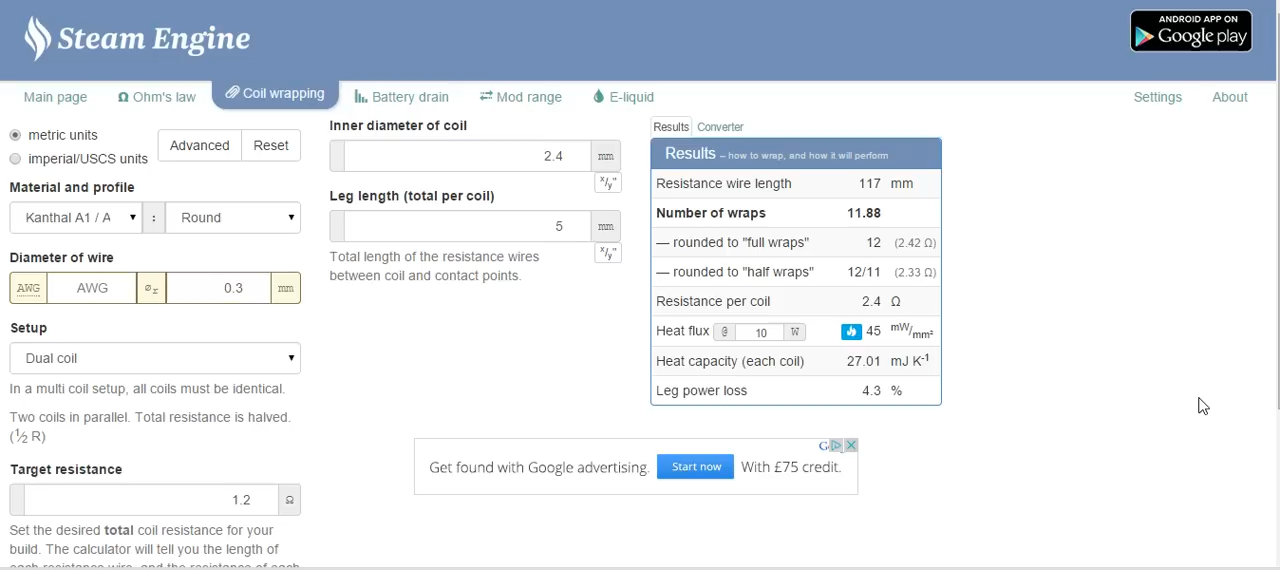 Steam Engine
ANDROID APP ON
Google play
Main page
Ω Ohm's law
Coil wrapping
Battery drain
Mod range
E-liquid
Settings
About
metric units
imperial/USCS units
Advanced
Reset
Material and profile
Kanthal A1 / A
:
Round
Diameter of wire
AWG
AWG
0.3
mm
Setup
Dual coil
In a multi coil setup, all coils must be identical.
Two coils in parallel. Total resistance is halved.
(½ R)
Target resistance
1.2
Ω
Set the desired total coil resistance for your
build. The calculator will tell you the length of
each resistance wire, and the resistance of each
Inner diameter of coil
2.4
mm
x/y"
Leg length (total per coil)
5
mm
x/y"
Total length of the resistance wires
between coil and contact points.
Results
Converter
Results – how to wrap, and how it will perform
Resistance wire length 117 mm
Number of wraps 11.88
— rounded to "full wraps" 12 (2.42 Ω)
— rounded to "half wraps" 12/11 (2.33 Ω)
Resistance per coil 2.4 Ω
Heat flux @ 10 W 45 mW/mm²
Heat capacity (each coil) 27.01 mJ K⁻¹
Leg power loss 4.3 %
Get found with Google advertising.
Start now
With £75 credit.